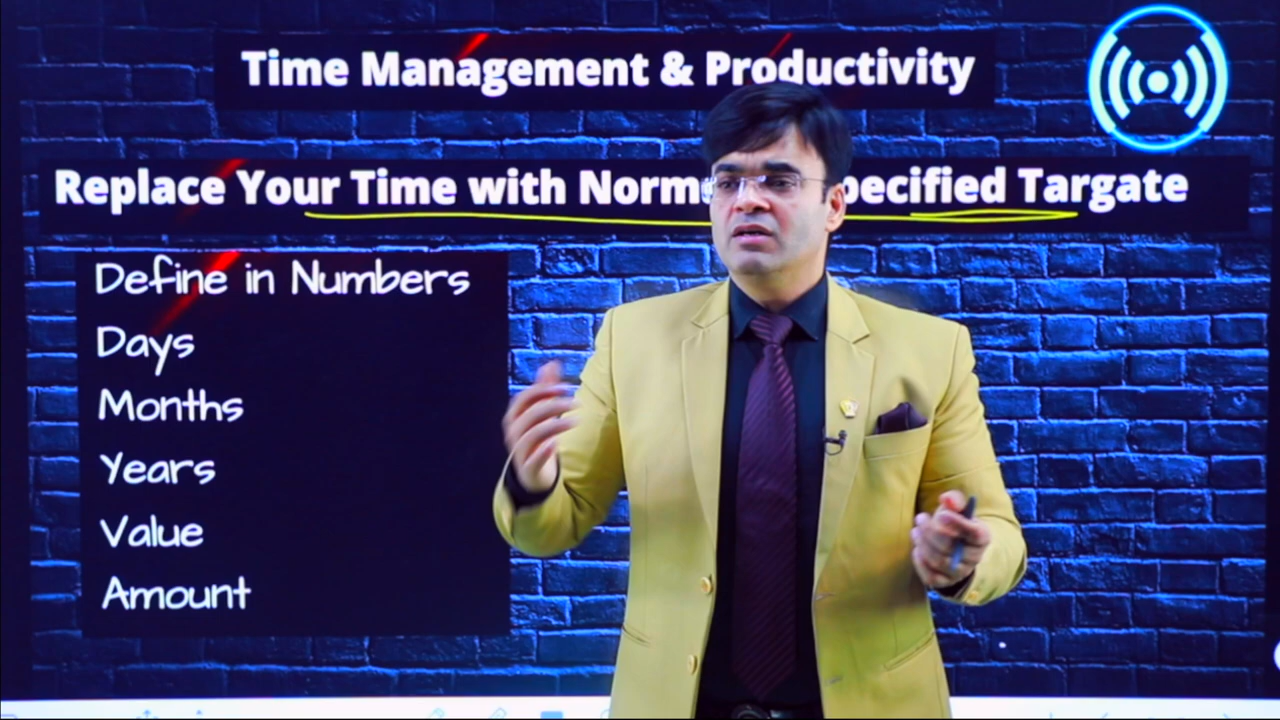 Time Management & Productivity
Replace Your Time with Targate
Define in Numbers
Days
Months
Years
Value
Amount